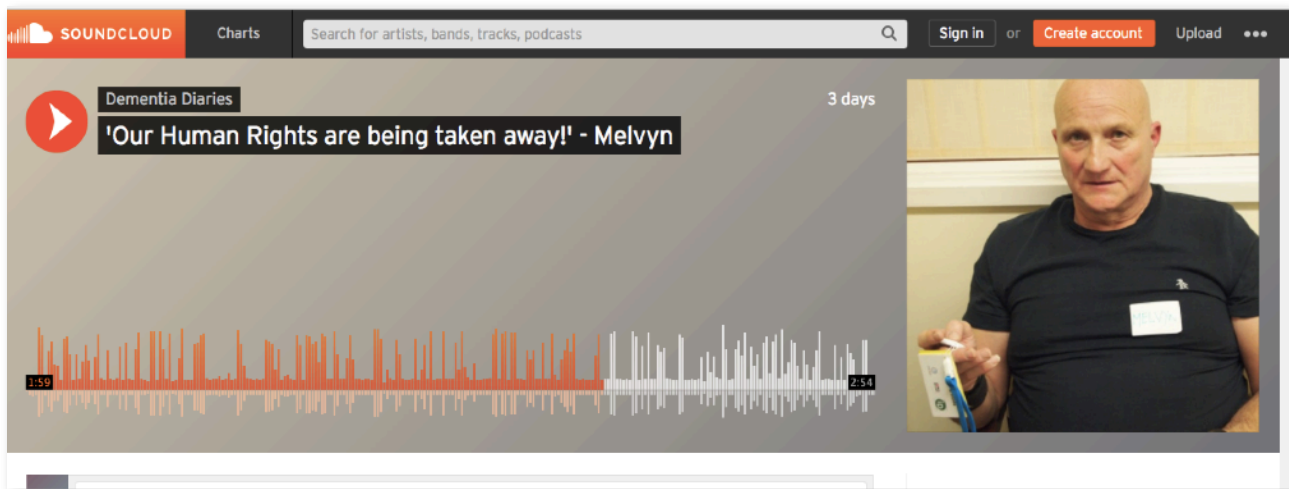 SOUNDCLOUD Charts Search for artists, bands, tracks, podcasts Sign in or Create account Upload
Dementia Diaries 3 days
'Our Human Rights are being taken away!' - Melvyn
MELVYN
1:59 2:54